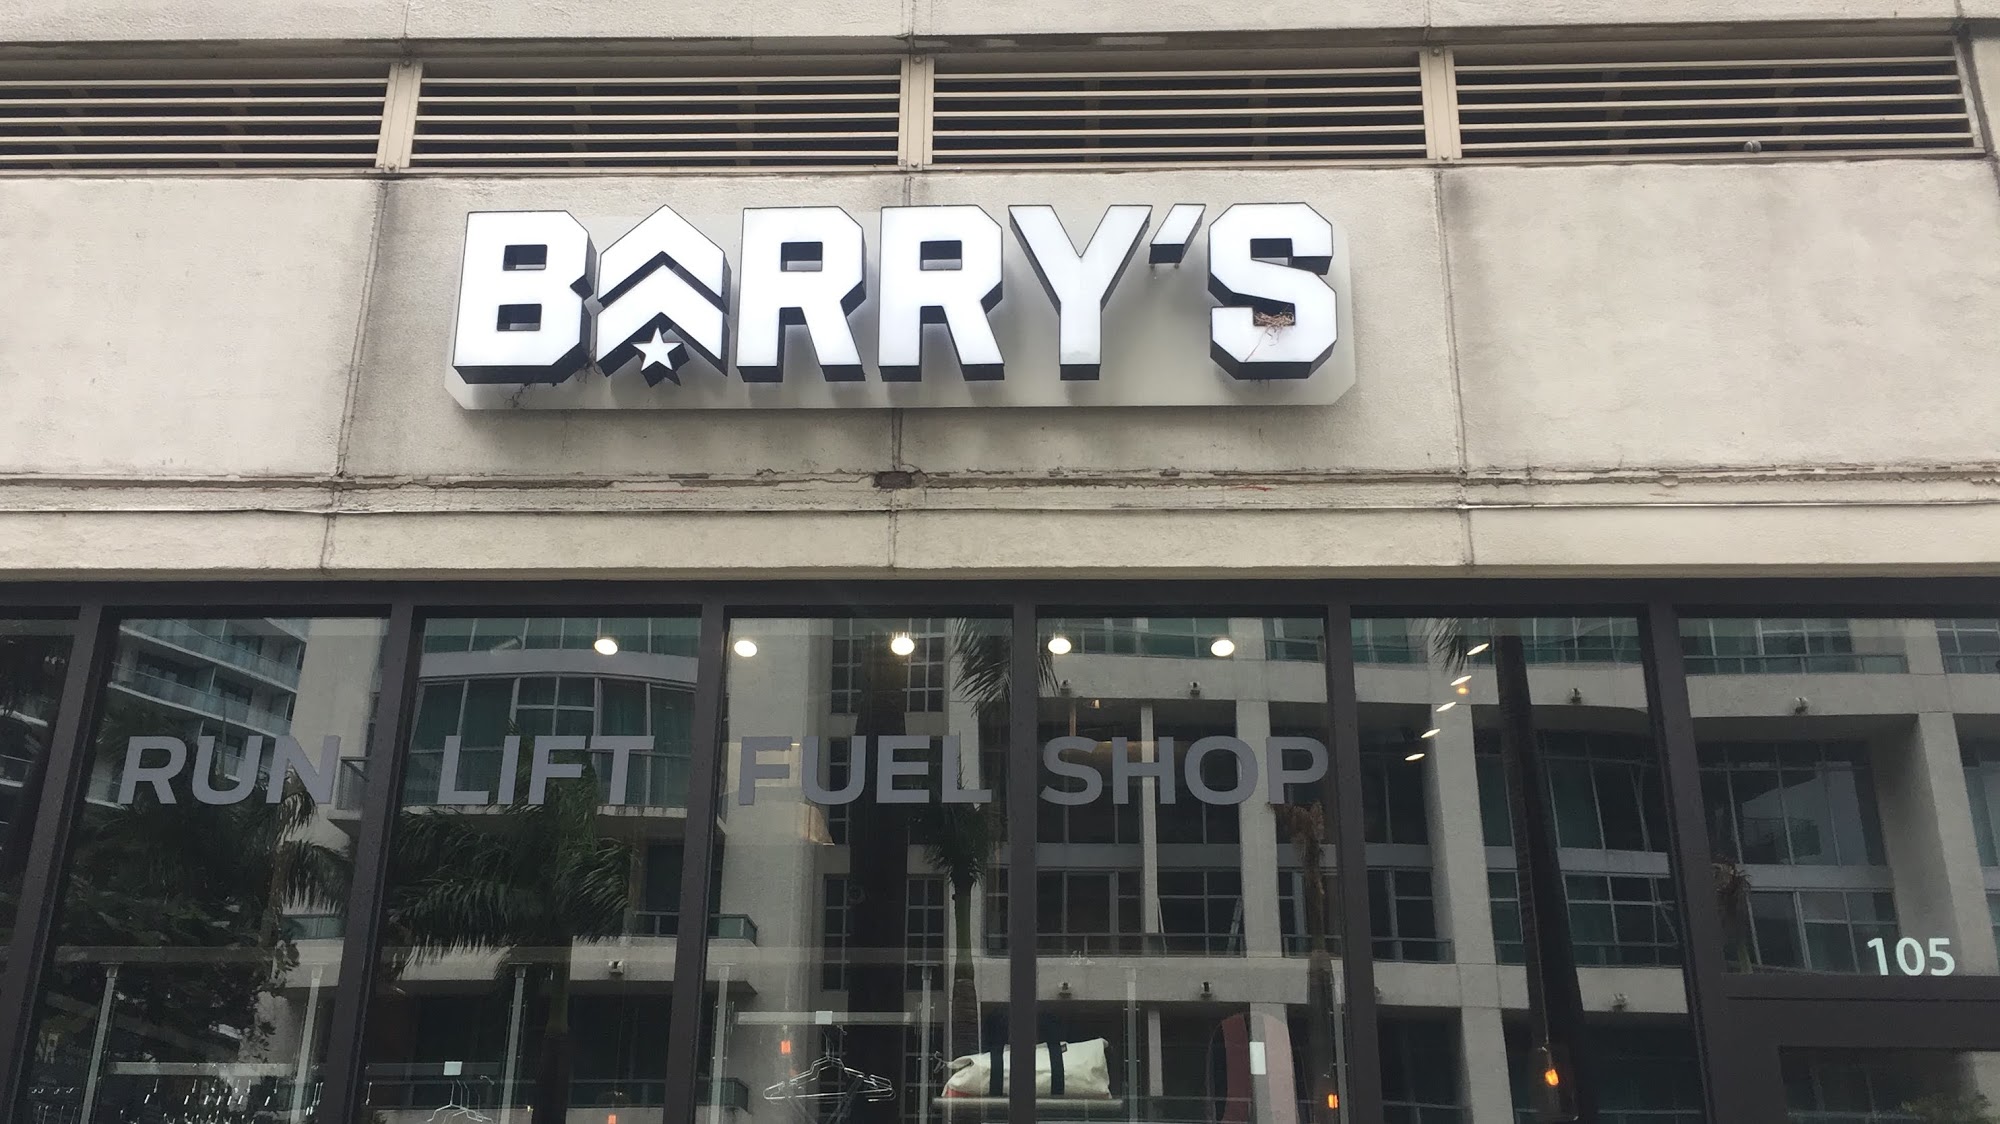 BARRY'S
RUN LIFT FUEL SHOP
105